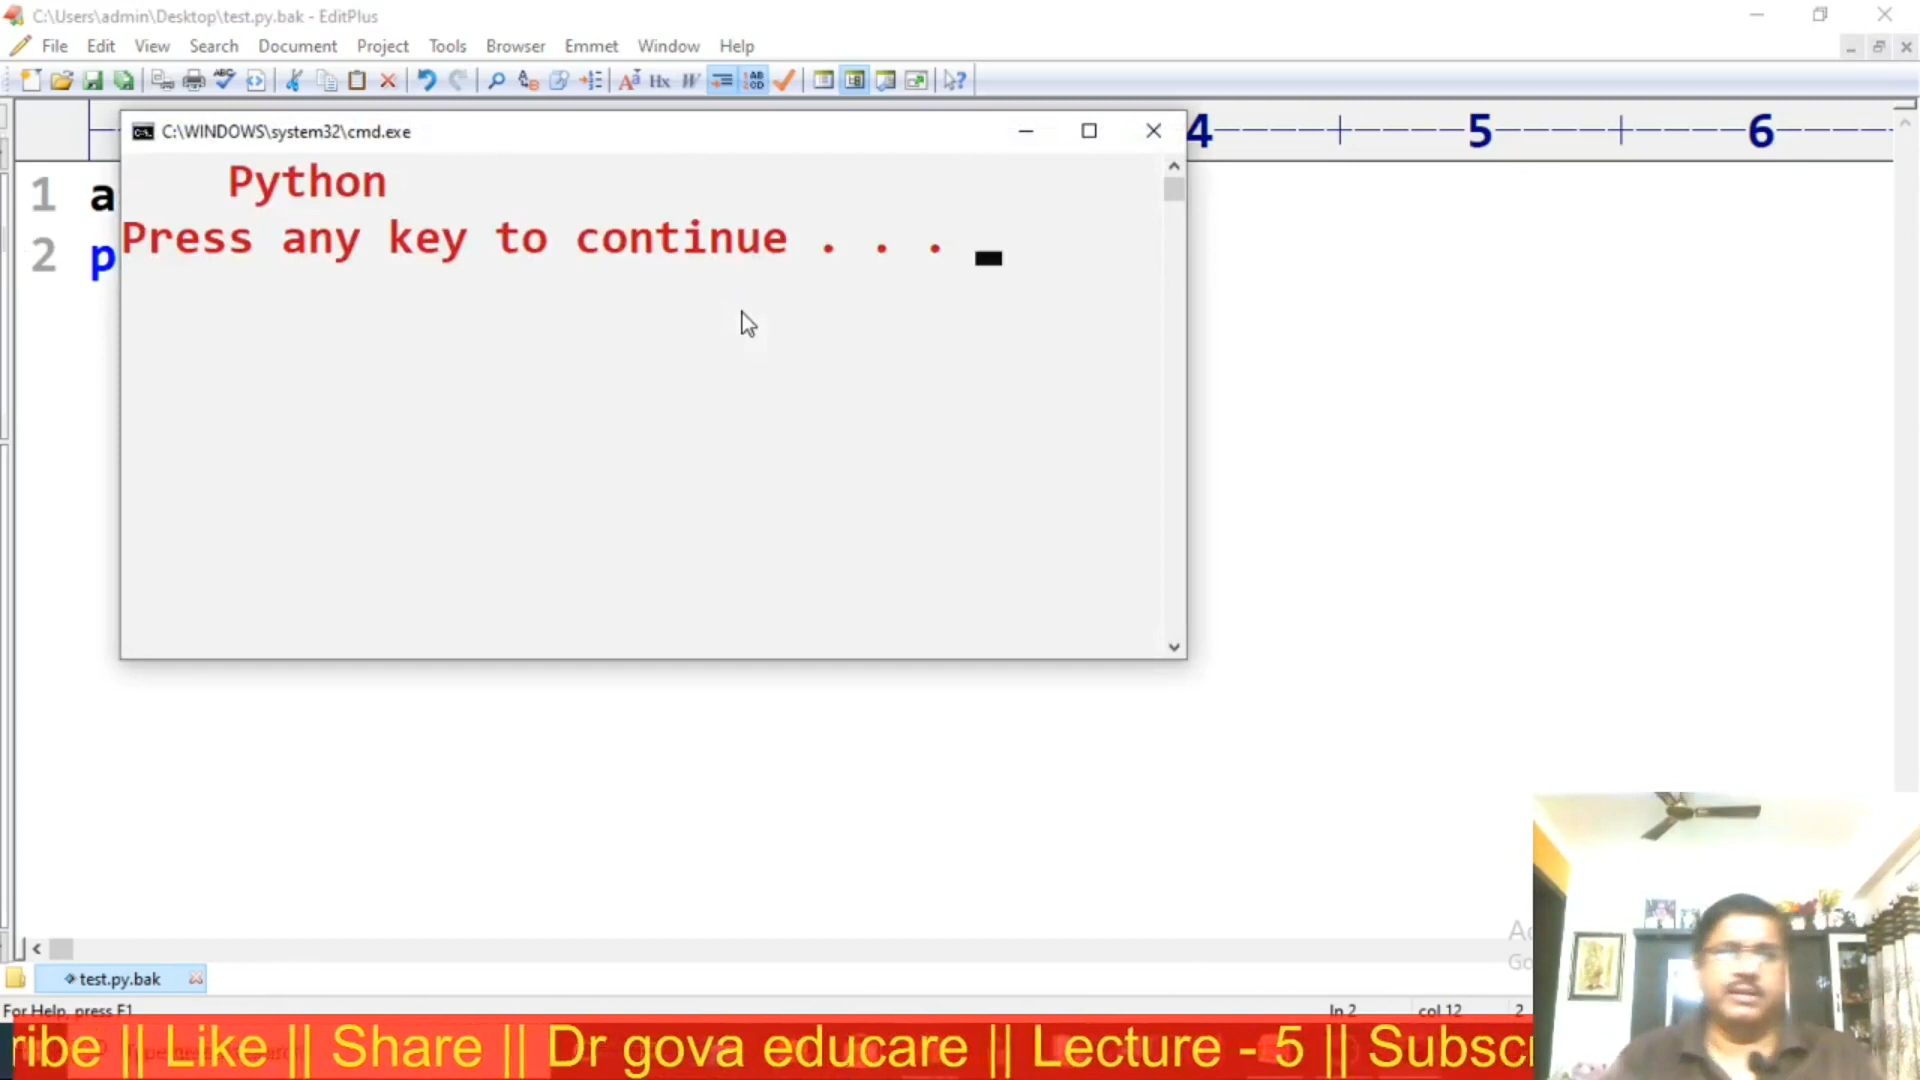 C:\Users\admin\Desktop\test.py.bak - EditPlus
File Edit View Search Document Project Tools Browser Emmet Window Help
C:\WINDOWS\system32\cmd.exe
4 5 6
1 a
2 p
Python
Press any key to continue . . .
test.py.bak
For Help, press F1
ln 2 col 12 2
ribe || Like || Share || Dr gova educare || Lecture - 5 || Subscr